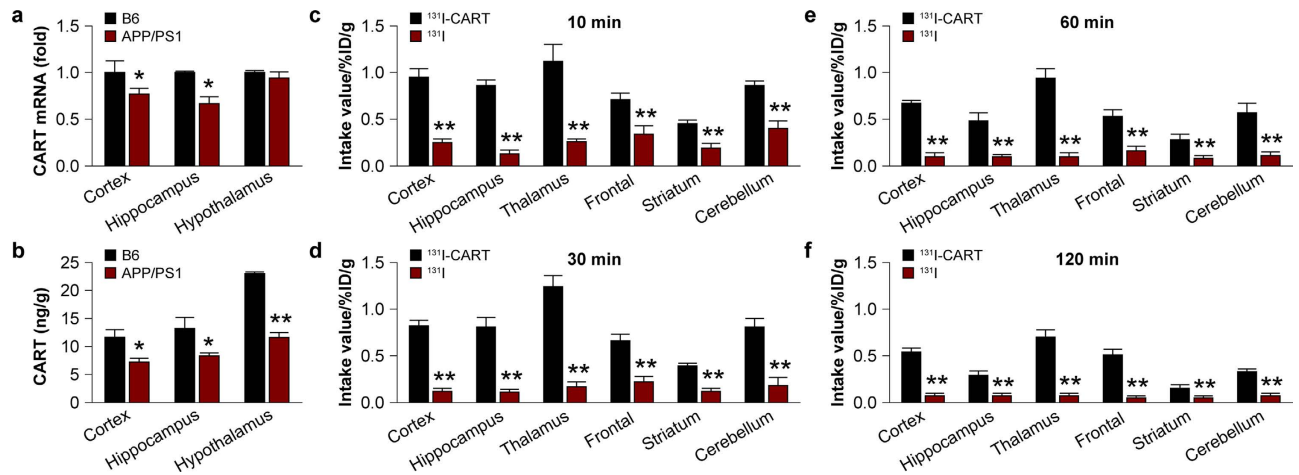 a
B6
APP/PS1
CART mRNA (fold)
1.5
1.0
0.5
0.0
*
*
Cortex
Hippocampus
Hypothalamus
b
B6
APP/PS1
CART (ng/g)
25
20
15
10
5
0
*
*
**
Cortex
Hippocampus
Hypothalamus
c
¹³¹I-CART
¹³¹I
10 min
Intake value/%ID/g
1.5
1.0
0.5
0.0
**
**
**
**
**
**
Cortex
Hippocampus
Thalamus
Frontal
Striatum
Cerebellum
d
¹³¹I-CART
¹³¹I
30 min
Intake value/%ID/g
1.5
1.0
0.5
0.0
**
**
**
**
**
**
Cortex
Hippocampus
Thalamus
Frontal
Striatum
Cerebellum
e
¹³¹I-CART
¹³¹I
60 min
Intake value/%ID/g
1.5
1.0
0.5
0.0
**
**
**
**
**
**
Cortex
Hippocampus
Thalamus
Frontal
Striatum
Cerebellum
f
¹³¹I-CART
¹³¹I
120 min
Intake value/%ID/g
1.5
1.0
0.5
0.0
**
**
**
**
**
**
Cortex
Hippocampus
Thalamus
Frontal
Striatum
Cerebellum